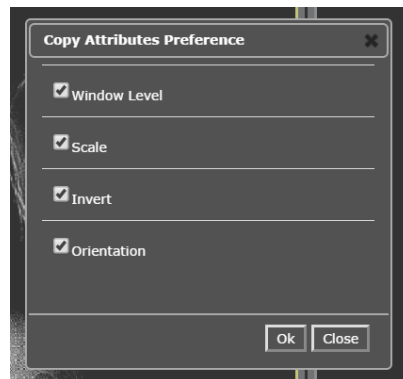 Copy Attributes Preference
Window Level
Scale
Invert
Orientation
Ok Close